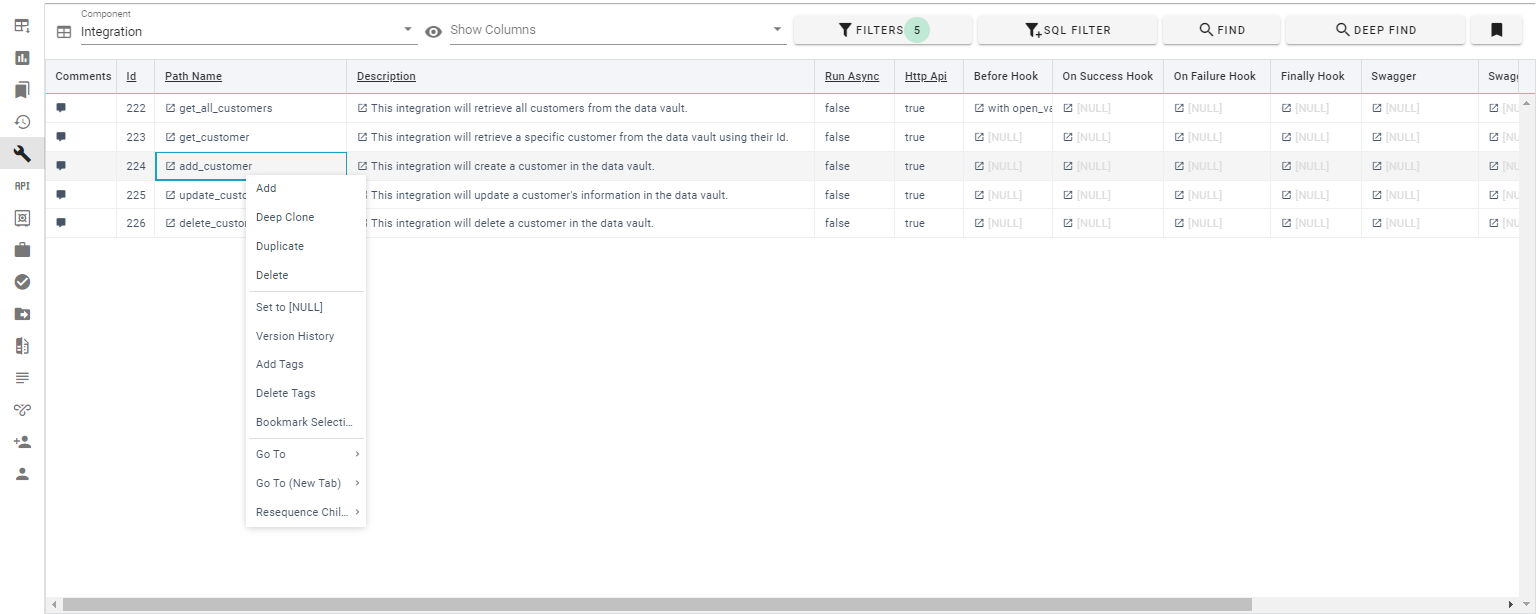 Component
Integration
Show Columns
FILTERS 5
SQL FILTER
FIND
DEEP FIND
Comments Id Path Name Description Run Async Http Api Before Hook On Success Hook On Failure Hook Finally Hook Swagger Swagg
222 get_all_customers This integration will retrieve all customers from the data vault. false true with open_va [NULL] [NULL] [NULL] [NULL] [NU
223 get_customer This integration will retrieve a specific customer from the data vault using their Id. false true [NULL] [NULL] [NULL] [NULL] [NULL] [NU
224 add_customer This integration will create a customer in the data vault. false true [NULL] [NULL] [NULL] [NULL] [NULL] [NU
225 update_custo This integration will update a customer's information in the data vault. false true [NULL] [NULL] [NULL] [NULL] [NULL] [NU
226 delete_custo This integration will delete a customer in the data vault. false true [NULL] [NULL] [NULL] [NULL] [NULL] [NU
Add
Deep Clone
Duplicate
Delete
Set to [NULL]
Version History
Add Tags
Delete Tags
Bookmark Selecti...
Go To
Go To (New Tab)
Resequence Chil...
API